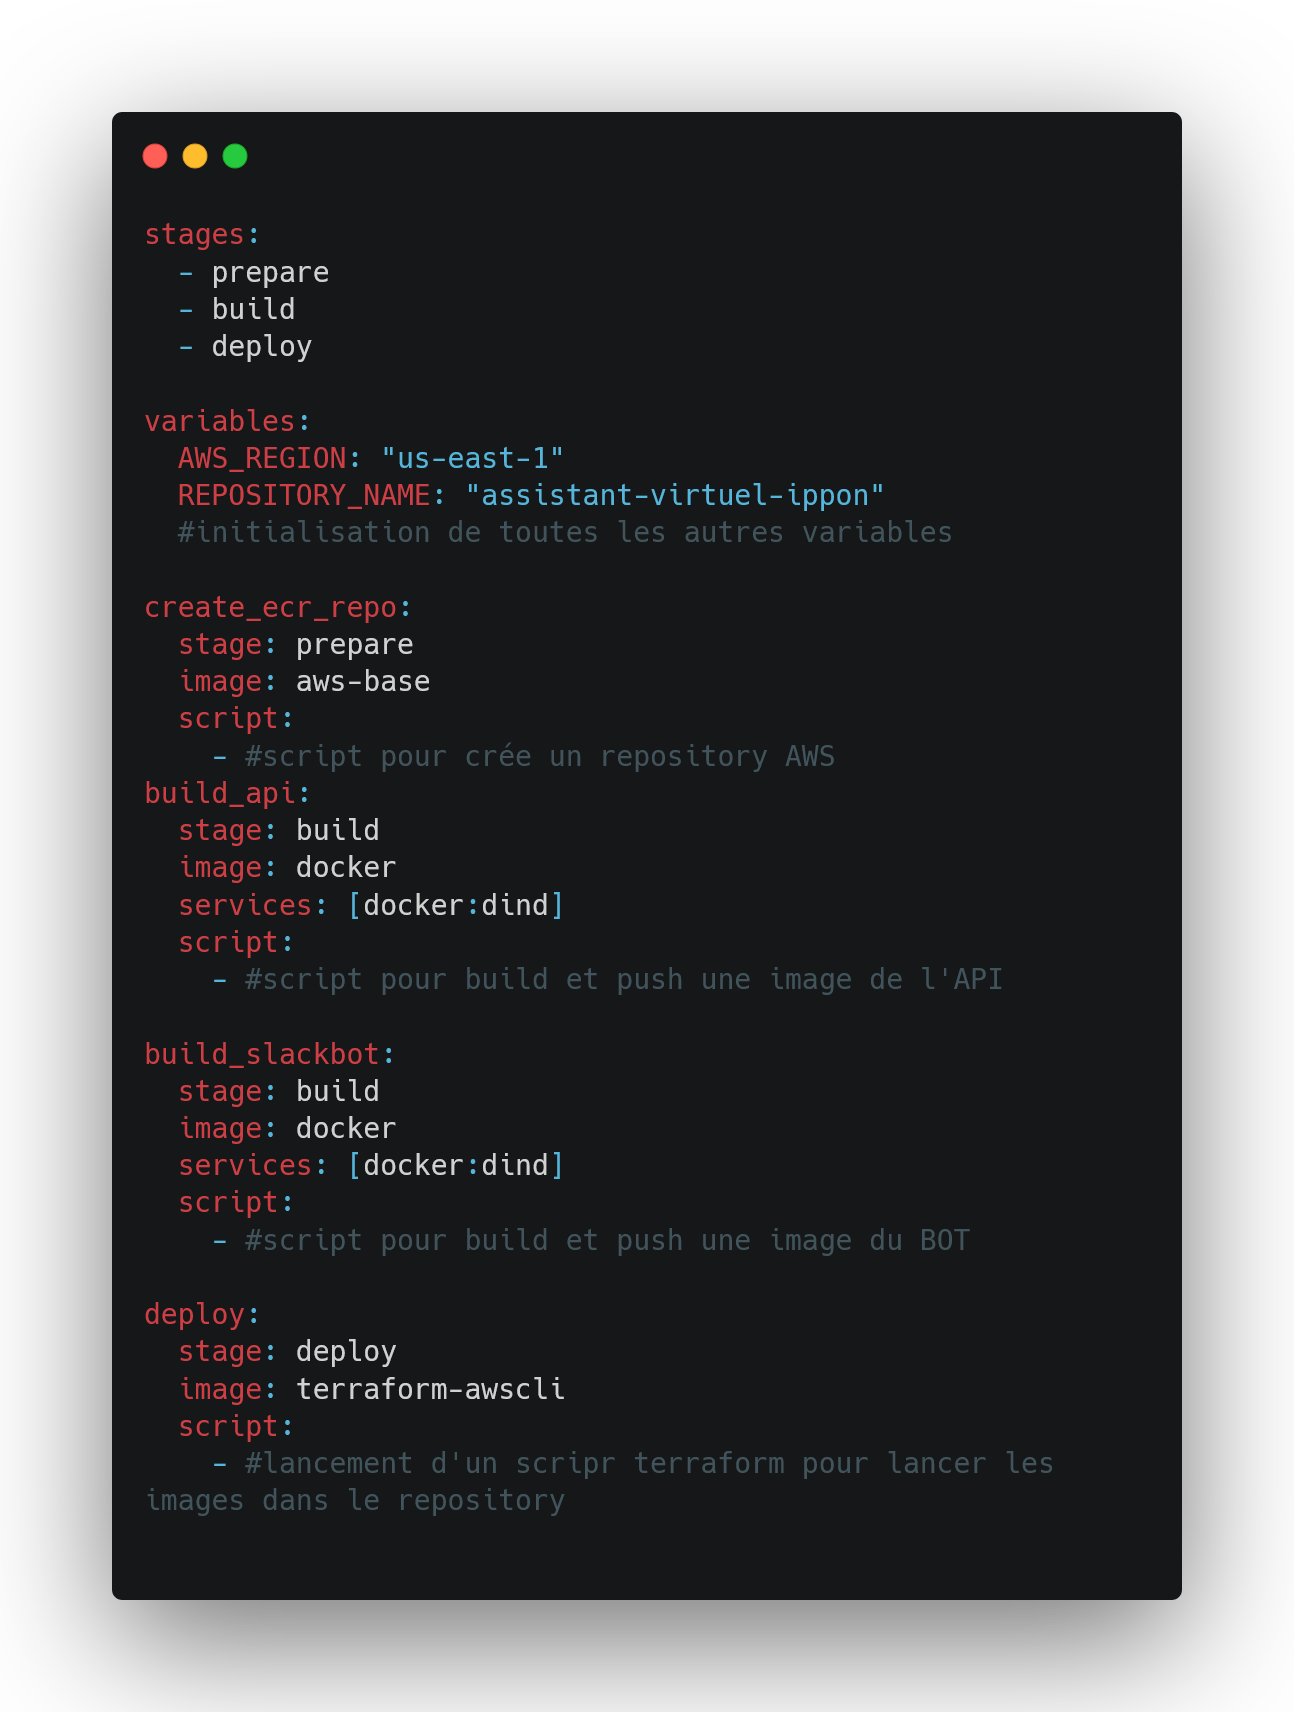 stages:
  - prepare
  - build
  - deploy

variables:
  AWS_REGION: "us-east-1"
  REPOSITORY_NAME: "assistant-virtuel-ippon"
  #initialisation de toutes les autres variables

create_ecr_repo:
  stage: prepare
  image: aws-base
  script:
    - #script pour crée un repository AWS
build_api:
  stage: build
  image: docker
  services: [docker:dind]
  script:
    - #script pour build et push une image de l'API

build_slackbot:
  stage: build
  image: docker
  services: [docker:dind]
  script:
    - #script pour build et push une image du BOT

deploy:
  stage: deploy
  image: terraform-awscli
  script:
    - #lancement d'un scripr terraform pour lancer les
images dans le repository